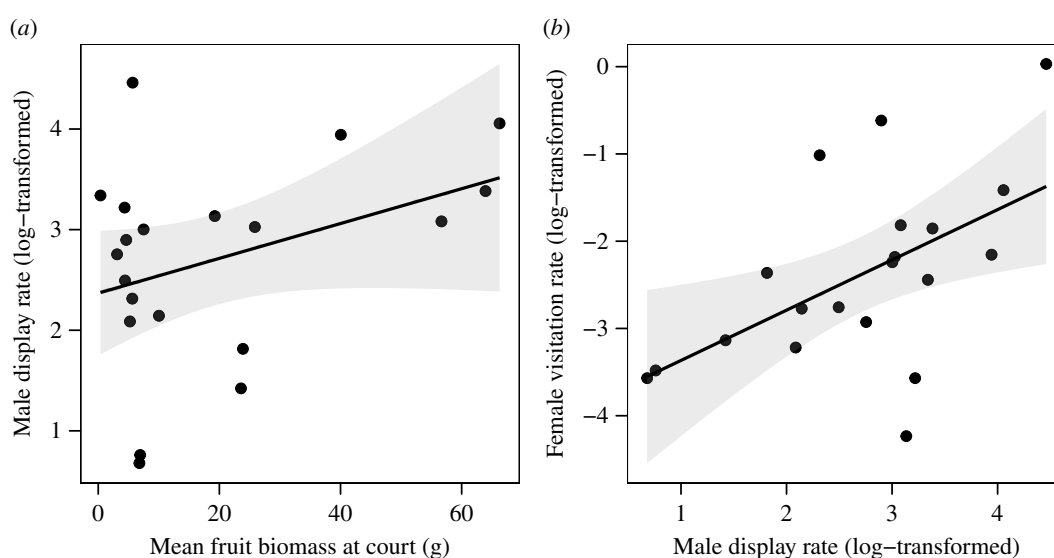 (a)
Male display rate (log–transformed)
4
3
2
1
0
20
40
60
Mean fruit biomass at court (g)
(b)
Female visitation rate (log–transformed)
0
–1
–2
–3
–4
1
2
3
4
Male display rate (log–transformed)